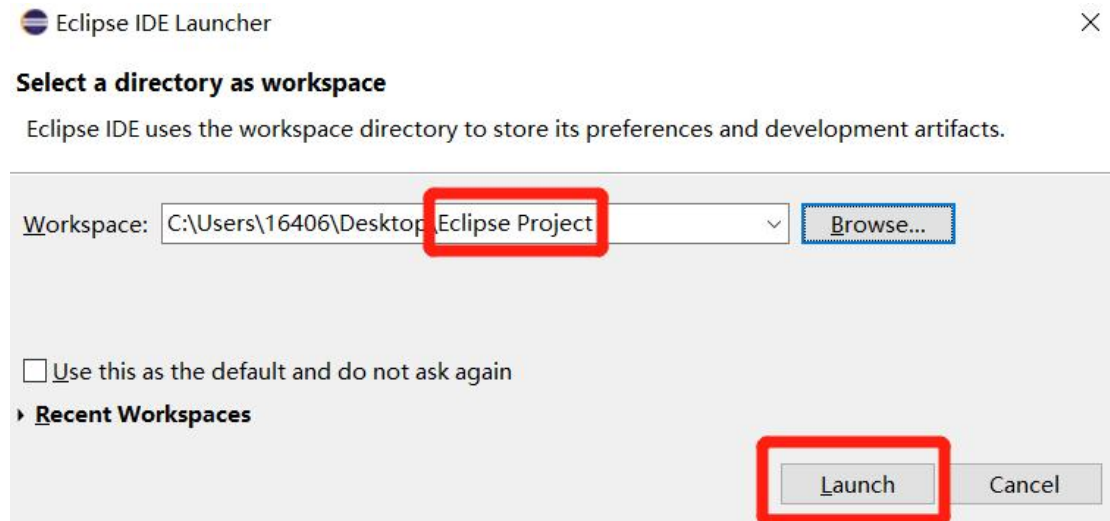 Eclipse IDE Launcher
Select a directory as workspace
Eclipse IDE uses the workspace directory to store its preferences and development artifacts.
Workspace: C:\Users\16406\Desktop\Eclipse Project Browse...
Use this as the default and do not ask again
Recent Workspaces
Launch Cancel